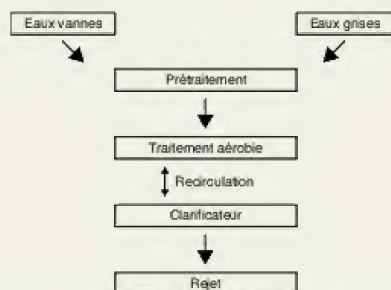 Eaux vannes
Eaux grises
Prétraitement
Traitement aérobie
Recirculation
Clarificateur
Rejet